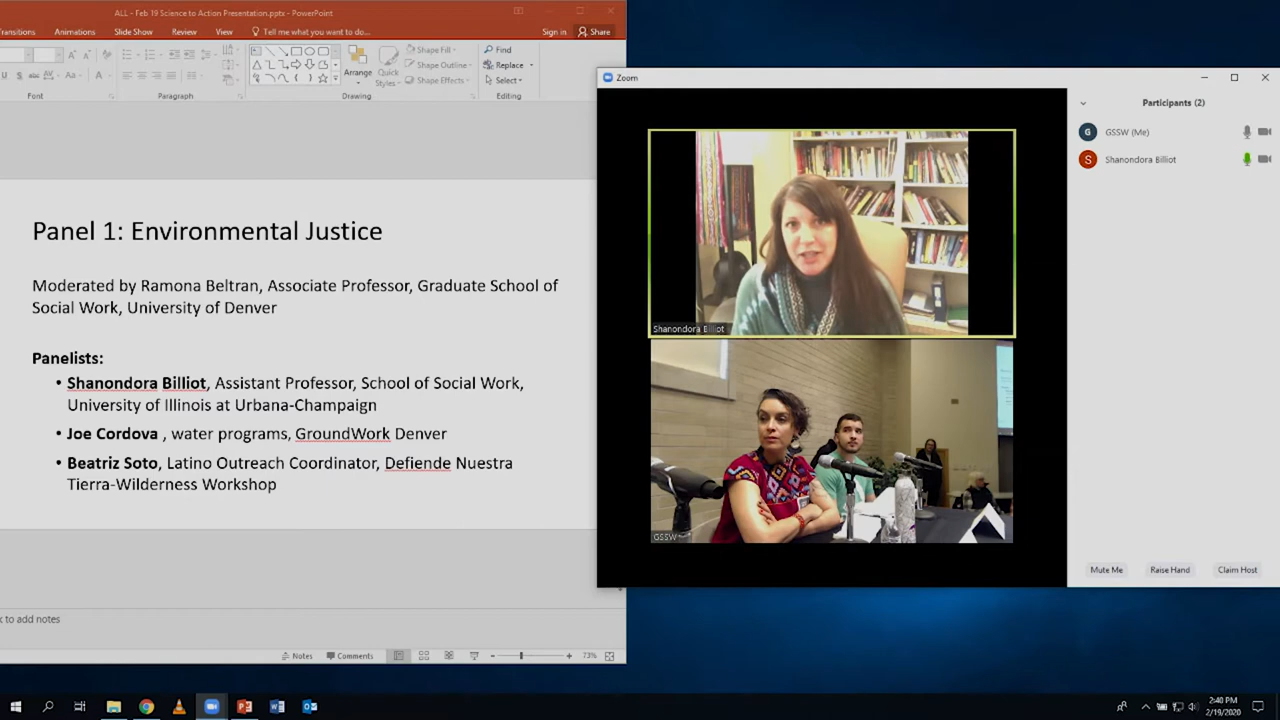 ALL - Feb 19 Science to Action Presentation.ppts - PowerPoint
Transitions Animations Slide Show Review View Tell me what you want to do... Sign in Share
Shape Fill
Shape Outline
Shape Effects
Arrange
Quick
Styles
Find
Replace
Select
Font Paragraph Drawing Editing
Panel 1: Environmental Justice
Moderated by Ramona Beltran, Associate Professor, Graduate School of
Social Work, University of Denver
Panelists:
• Shanondora Billiot, Assistant Professor, School of Social Work,
University of Illinois at Urbana-Champaign
• Joe Cordova , water programs, GroundWork Denver
• Beatriz Soto, Latino Outreach Coordinator, Defiende Nuestra
Tierra-Wilderness Workshop
k to add notes
Notes Comments 73%
Zoom
Shanondora Billiot
GSSW
Participants (2)
G GSSW (Me)
S Shanondora Billiot
Mute Me Raise Hand Claim Host
2:40 PM
2/19/2020